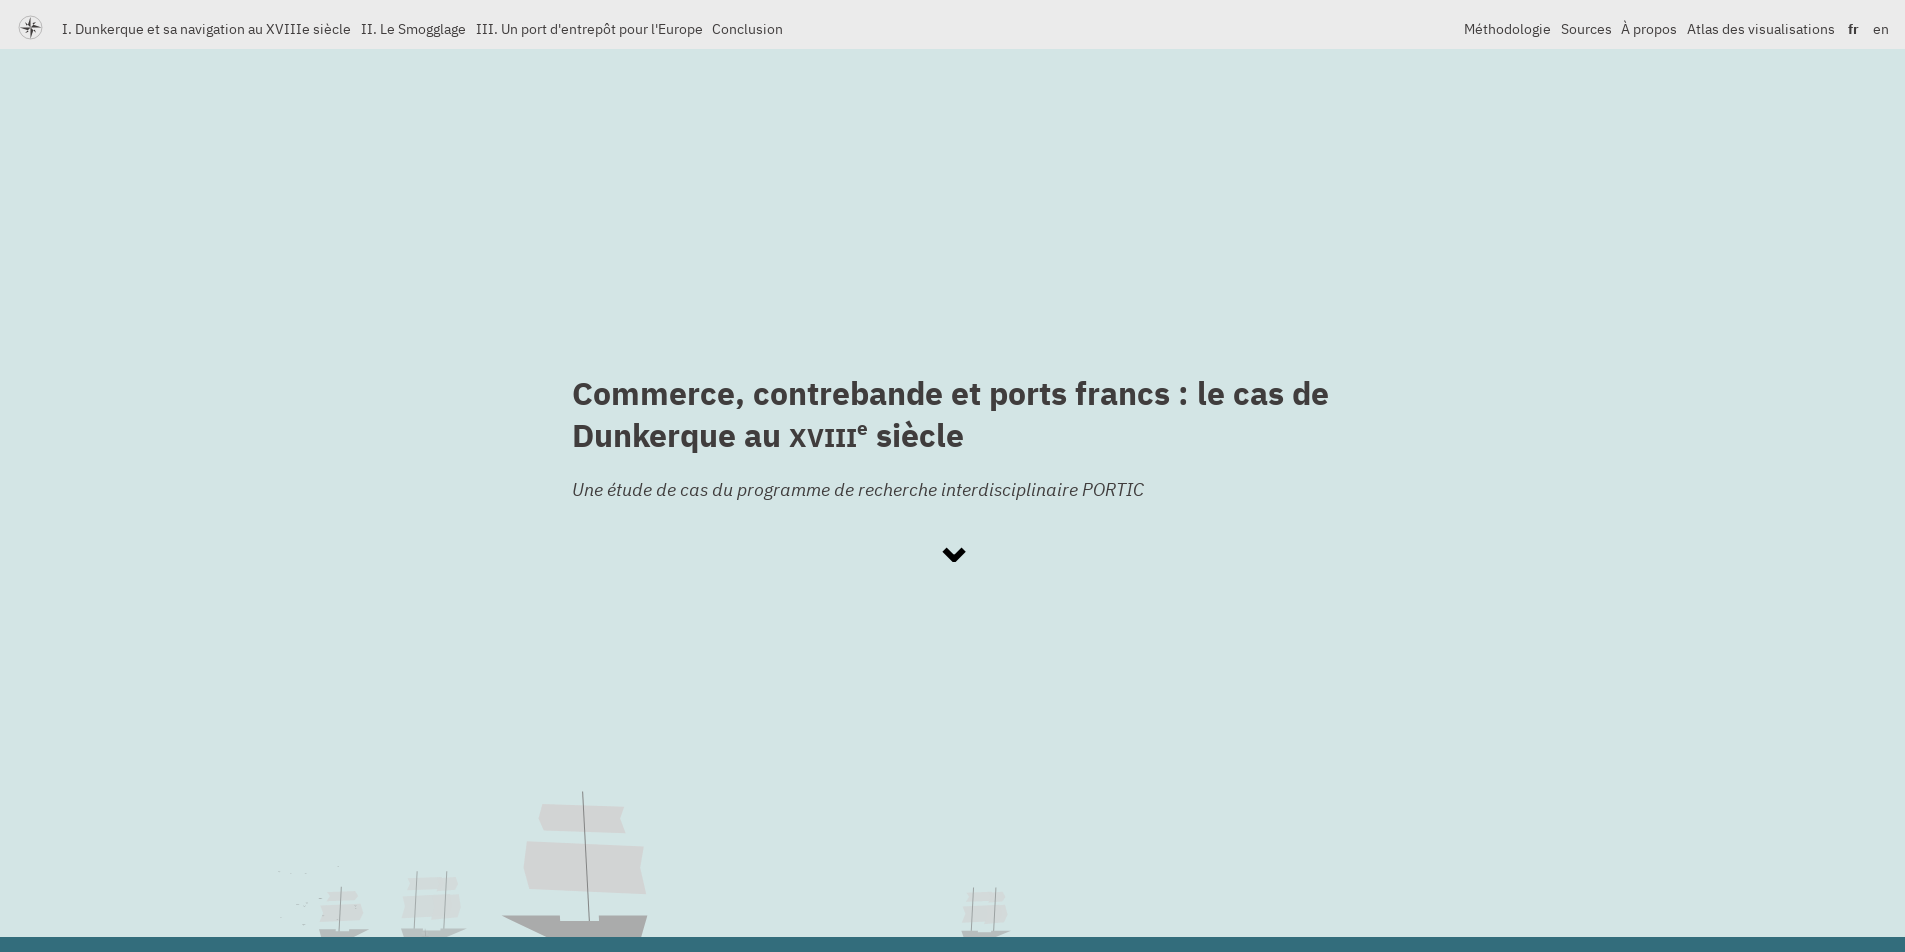 I. Dunkerque et sa navigation au XVIIIe siècle II. Le Smogglage III. Un port d'entrepôt pour l'Europe Conclusion Méthodologie Sources À propos Atlas des visualisations fr en
Commerce, contrebande et ports francs : le cas de
Dunkerque au XVIIIe siècle
Une étude de cas du programme de recherche interdisciplinaire PORTIC